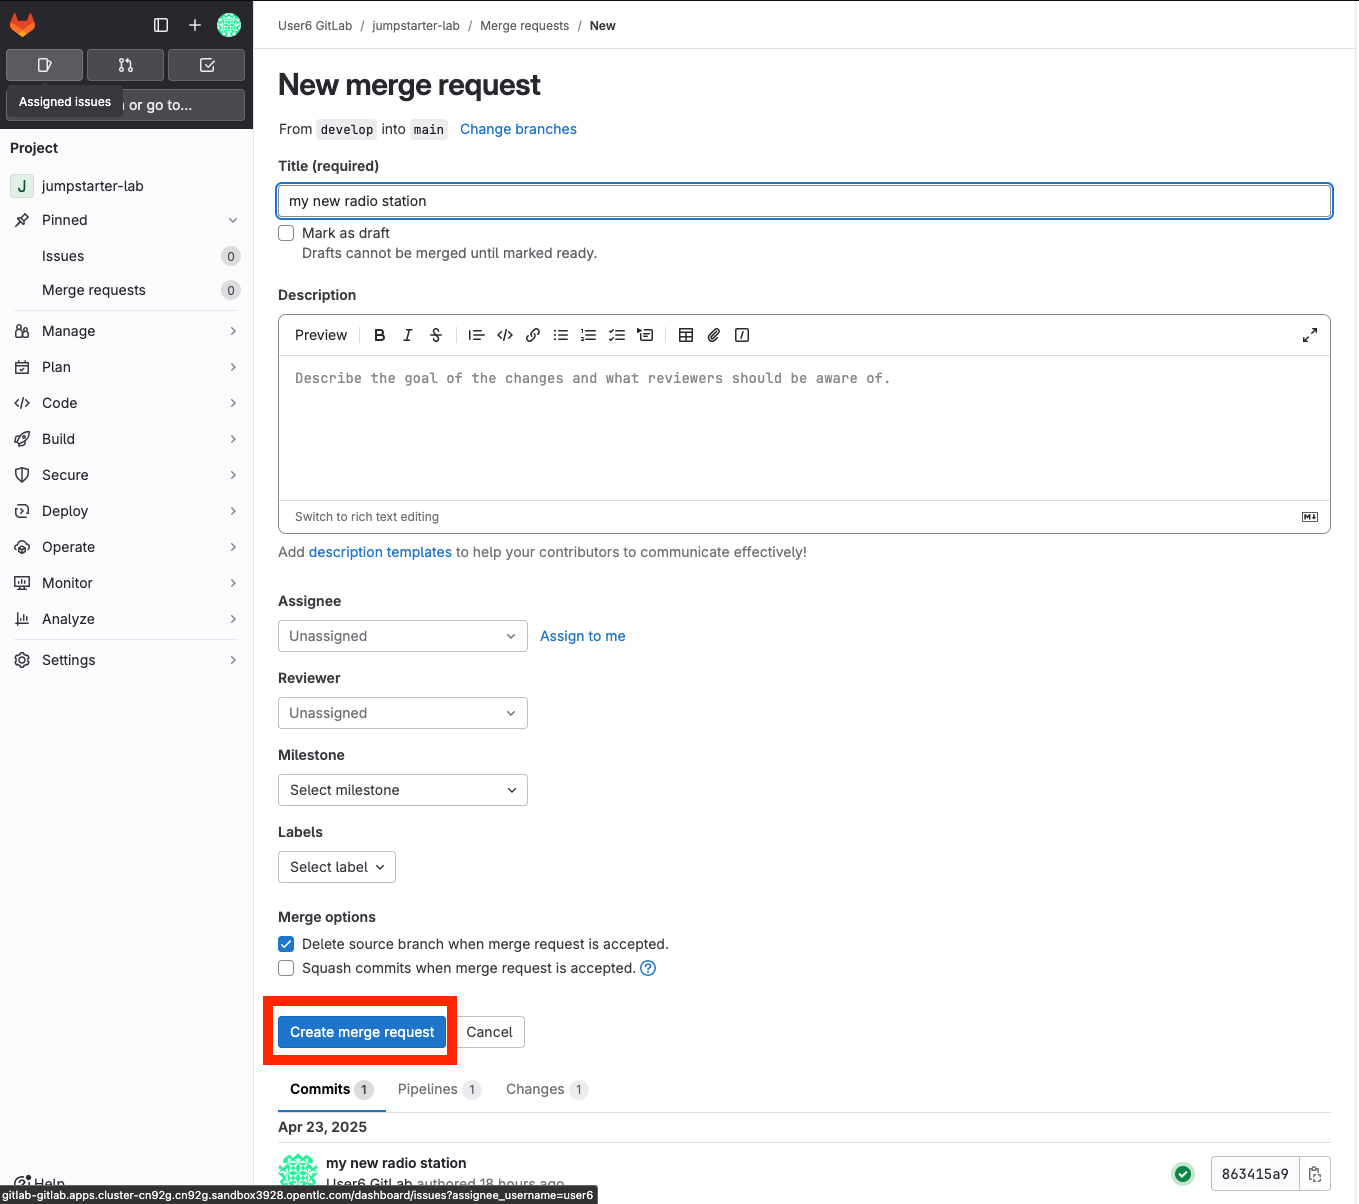 User6 GitLab / jumpstarter-lab / Merge requests / New
Assigned issues
or go to...
Project
J jumpstarter-lab
Pinned
Issues 0
Merge requests 0
Manage
Plan
Code
Build
Secure
Deploy
Operate
Monitor
Analyze
Settings
Help
New merge request
From develop into main Change branches
Title (required)
my new radio station
Mark as draft
Drafts cannot be merged until marked ready.
Description
Preview
Describe the goal of the changes and what reviewers should be aware of.
Switch to rich text editing
Add description templates to help your contributors to communicate effectively!
Assignee
Unassigned Assign to me
Reviewer
Unassigned
Milestone
Select milestone
Labels
Select label
Merge options
Delete source branch when merge request is accepted.
Squash commits when merge request is accepted.
Create merge request Cancel
Commits 1 Pipelines 1 Changes 1
Apr 23, 2025
my new radio station
User6 GitLab authored 18 hours ago
863415a9
gitlab-gitlab.apps.cluster-cn92g.cn92g.sandbox3928.opentlc.com/dashboard/issues?assignee_username=user6